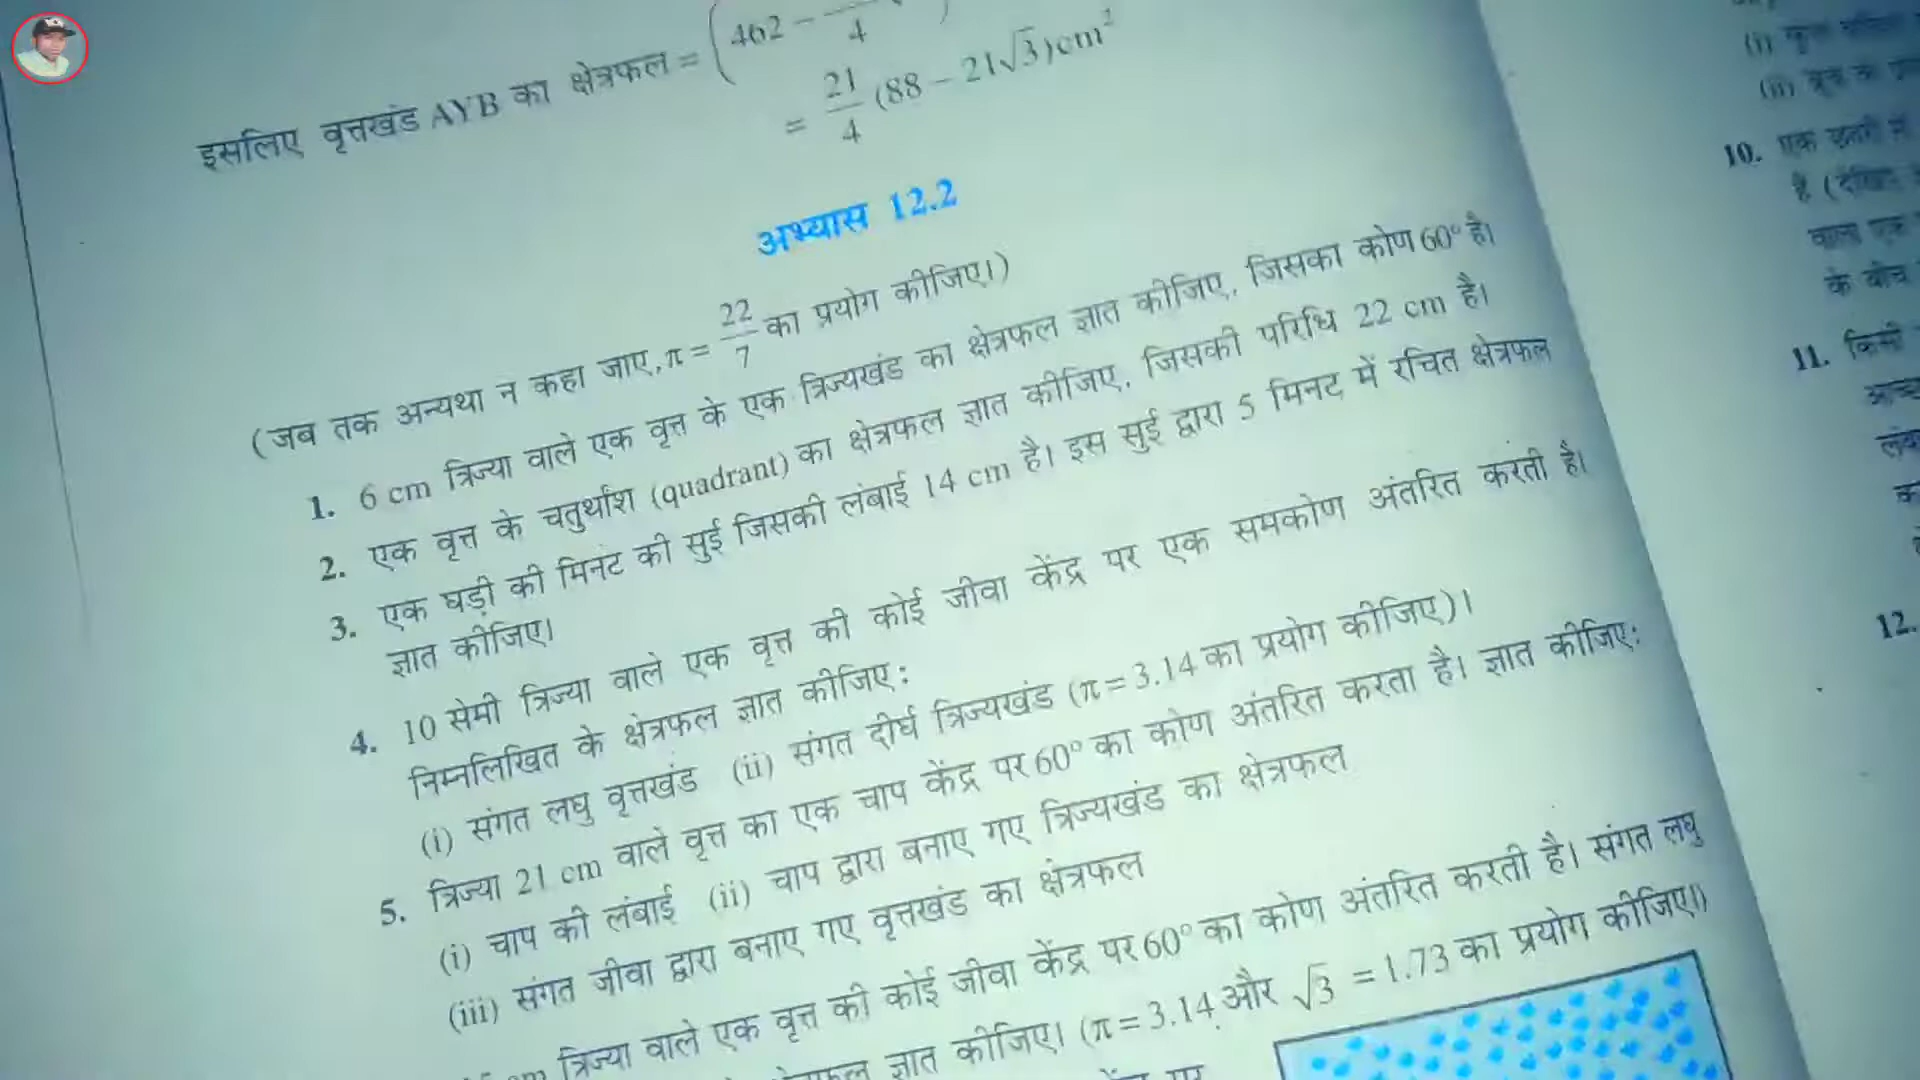 इसलिए वृत्तखंड AYB का क्षेत्रफल = (462 − 4
= 21/4 (88 − 21√3) cm²
अभ्यास 12.2
(जब तक अन्यथा न कहा जाए, π = 22/7 का प्रयोग कीजिए।)
1. 6 cm त्रिज्या वाले एक वृत्त के एक त्रिज्यखंड का क्षेत्रफल ज्ञात कीजिए, जिसका कोण 60° है।
2. एक वृत्त के चतुर्थांश (quadrant) का क्षेत्रफल ज्ञात कीजिए, जिसकी परिधि 22 cm है।
3. एक घड़ी की मिनट की सुई जिसकी लंबाई 14 cm है। इस सुई द्वारा 5 मिनट में रचित क्षेत्रफल
ज्ञात कीजिए।
4. 10 सेमी त्रिज्या वाले एक वृत्त की कोई जीवा केंद्र पर एक समकोण अंतरित करती है।
निम्नलिखित के क्षेत्रफल ज्ञात कीजिए :
(i) संगत लघु वृत्तखंड (ii) संगत दीर्घ त्रिज्यखंड (π = 3.14 का प्रयोग कीजिए)।
5. त्रिज्या 21 cm वाले वृत्त का एक चाप केंद्र पर 60° का कोण अंतरित करता है। ज्ञात कीजिए:
(i) चाप की लंबाई (ii) चाप द्वारा बनाए गए त्रिज्यखंड का क्षेत्रफल
(iii) संगत जीवा द्वारा बनाए गए वृत्तखंड का क्षेत्रफल
त्रिज्या वाले एक वृत्त की कोई जीवा केंद्र पर 60° का कोण अंतरित करती है। संगत लघु
ज्ञात कीजिए। (π = 3.14 और √3 = 1.73 का प्रयोग कीजिए।)
पर
(i)
(ii)
10. एक
है (देखिए
वाला एक
के बीच
11. किसी
12.